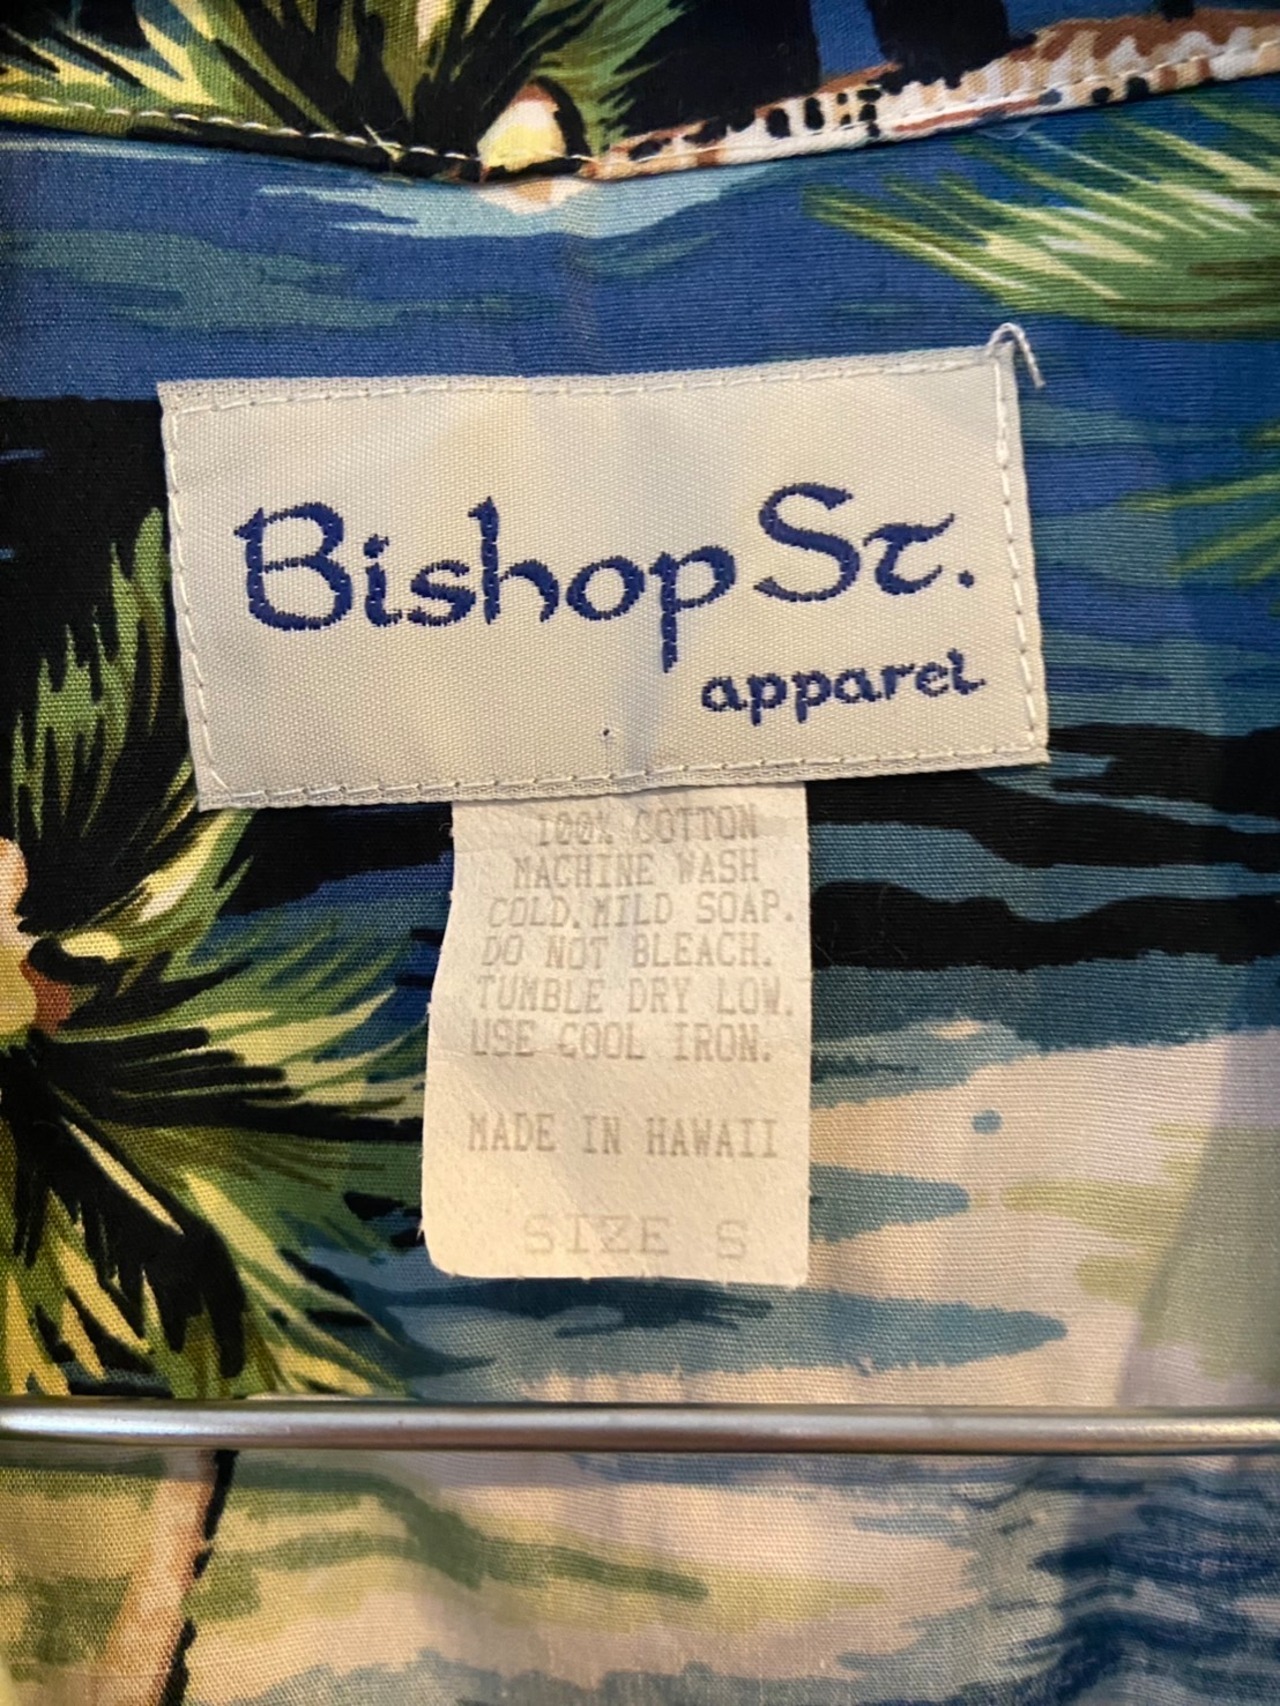 Bishop St.
apparel
100% COTTON
MACHINE WASH
COLD. MILD SOAP.
DO NOT BLEACH.
TUMBLE DRY LOW.
USE COOL IRON.
MADE IN HAWAII
SIZE S